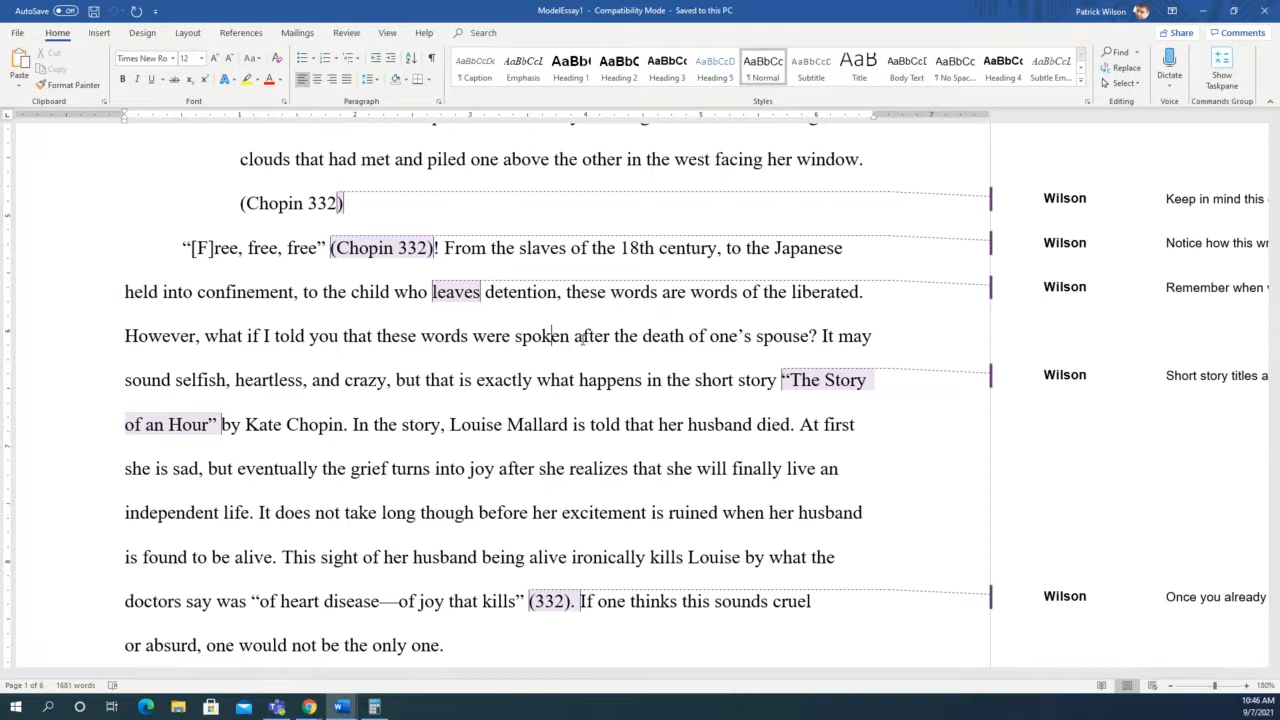 AutoSave Off
ModelEssay1 - Compatibility Mode - Saved to this PC
Patrick Wilson
File Home Insert Draw Design Layout References Mailings Review View Help Search
Share Comments
Paste
Cut
Copy
Format Painter
Clipboard
Times New Ro 12
Font
Paragraph
AaBbCcDc AaBbCcL AaBb( AaBbC AaBbCc AaBbCcD AaBbCc AaBbCcD AaB AaBbCcl AaBbCc AaBbCc AaBbCcl
¶ Caption Emphasis Heading 1 Heading 2 Heading 3 Heading 5 ¶ Normal Subtitle Title Body Text ¶ No Spac... Heading 4 Subtle Em...
Styles
Find
Replace
Select
Editing
Dictate
Voice
Show Taskpane
Commands Group
clouds that had met and piled one above the other in the west facing her window.
(Chopin 332)
“[F]ree, free, free” (Chopin 332)! From the slaves of the 18th century, to the Japanese
held into confinement, to the child who leaves detention, these words are words of the liberated.
However, what if I told you that these words were spoken after the death of one’s spouse? It may
sound selfish, heartless, and crazy, but that is exactly what happens in the short story “The Story
of an Hour” by Kate Chopin. In the story, Louise Mallard is told that her husband died. At first
she is sad, but eventually the grief turns into joy after she realizes that she will finally live an
independent life. It does not take long though before her excitement is ruined when her husband
is found to be alive. This sight of her husband being alive ironically kills Louise by what the
doctors say was “of heart disease—of joy that kills” (332). If one thinks this sounds cruel
or absurd, one would not be the only one.
Wilson Keep in mind this
Wilson Notice how this wr
Wilson Remember when
Wilson Short story titles a
Wilson Once you already
Page 1 of 6 1681 words
180%
10:46 AM
9/7/2021